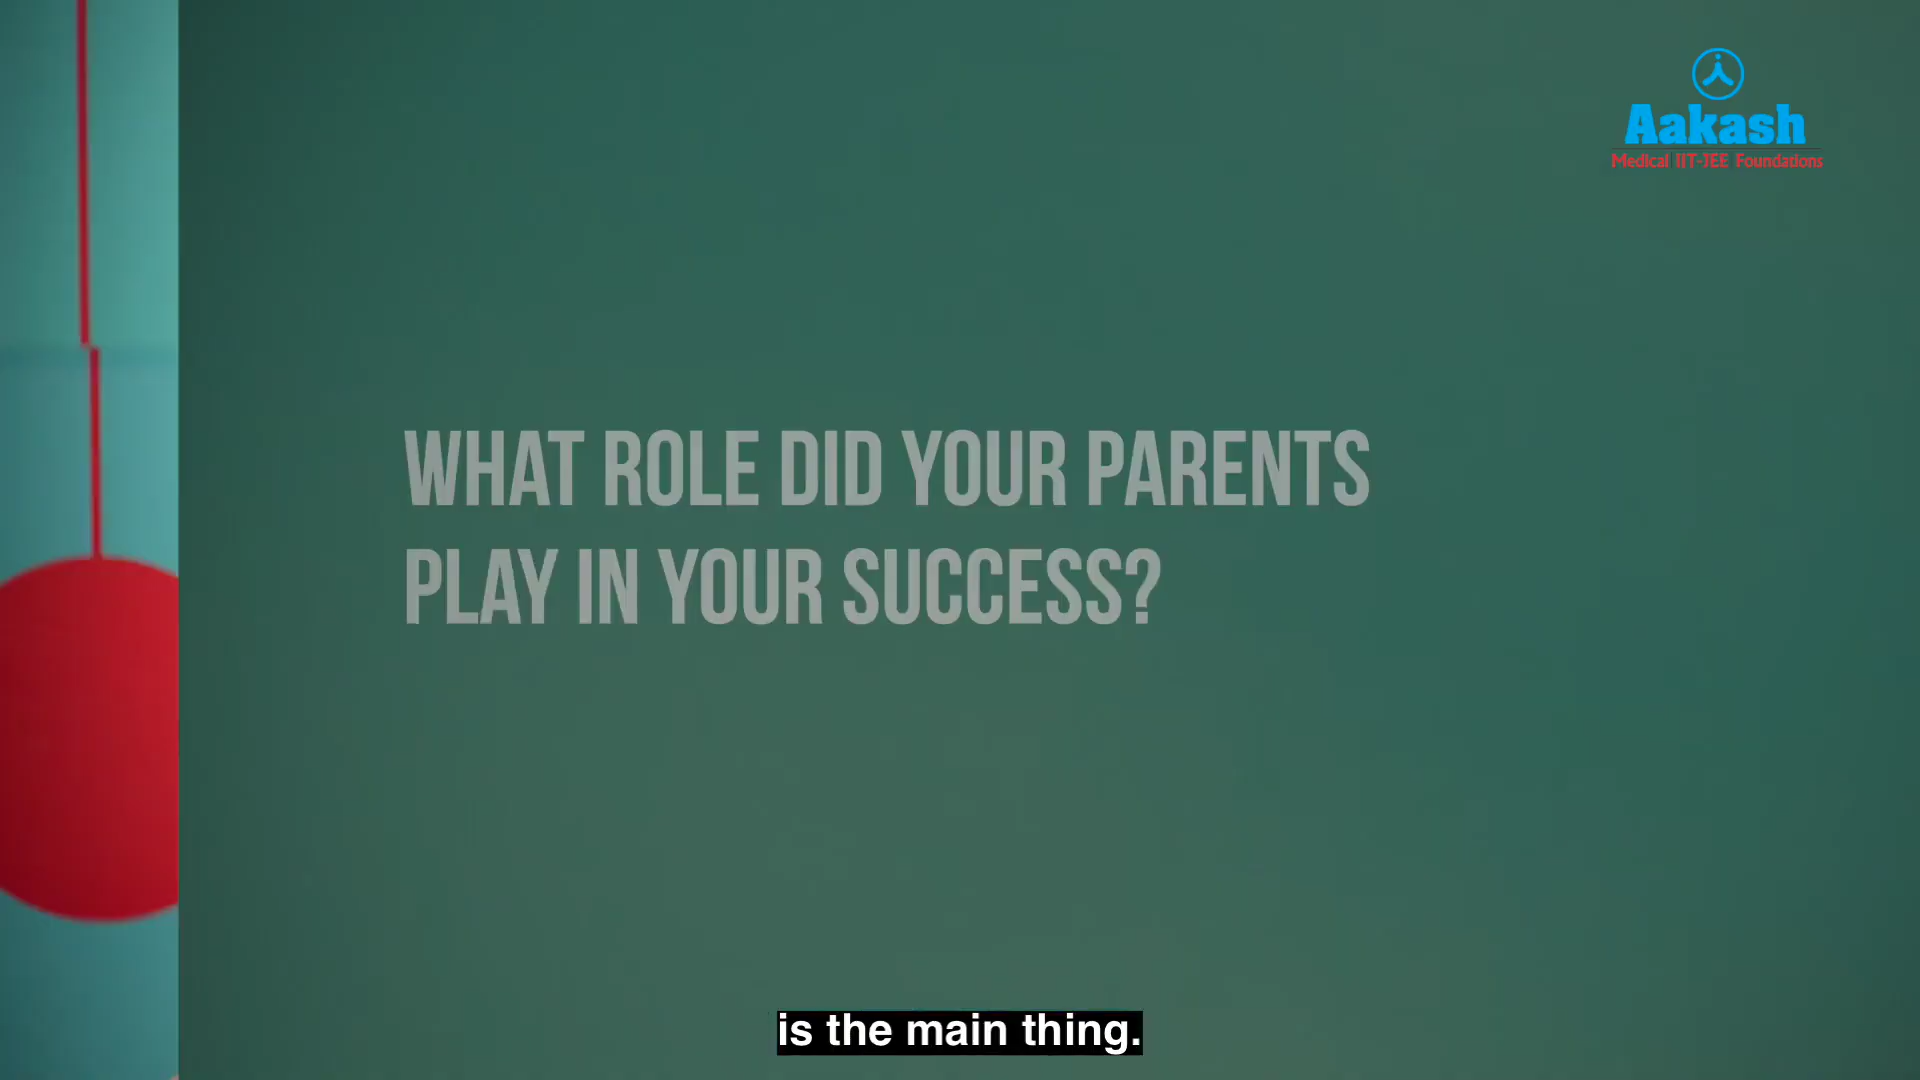 Aakash
Medical IIT-JEE Foundations
WHAT ROLE DID YOUR PARENTS
PLAY IN YOUR SUCCESS?
is the main thing.